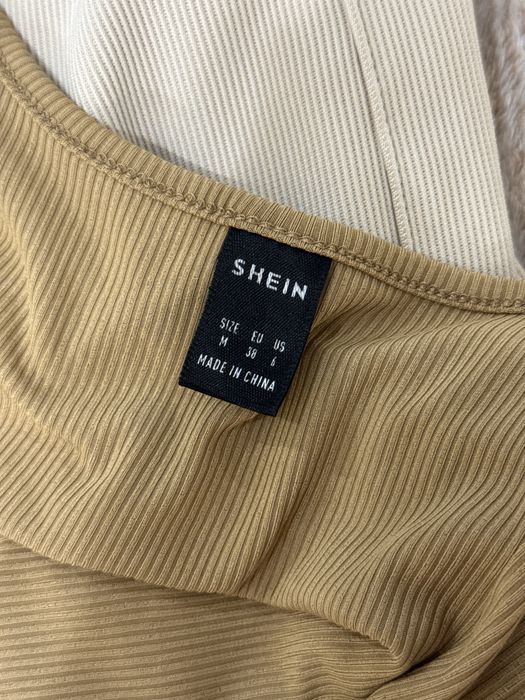 SHEIN
SIZE EU US
M 38 6
MADE IN CHINA